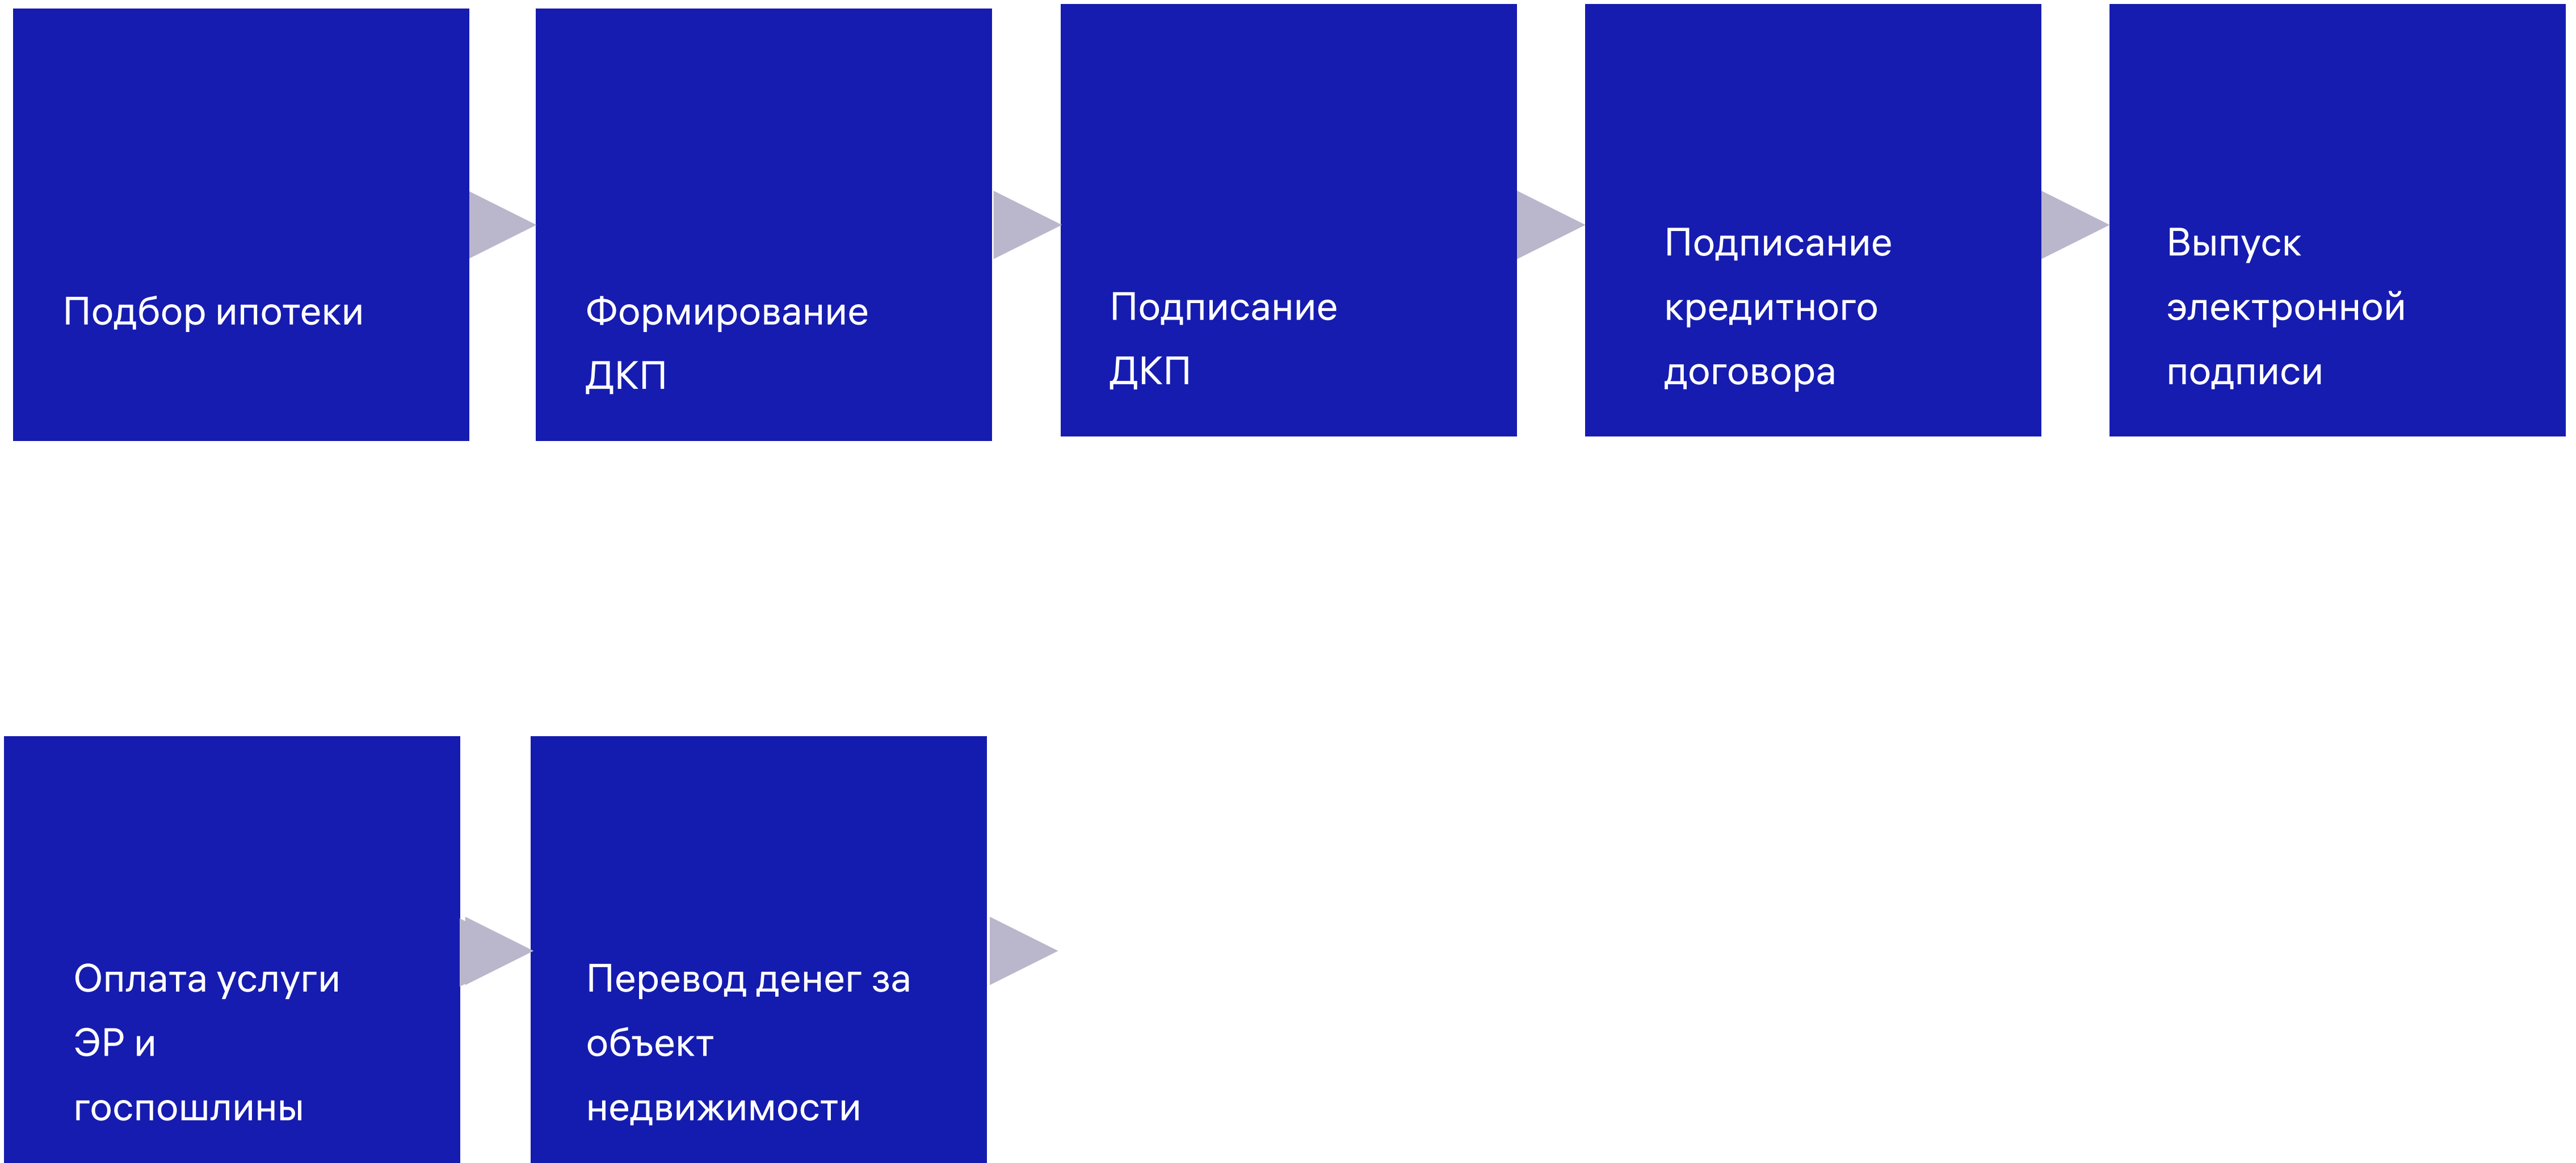 Подбор ипотеки
Формирование
ДКП
Подписание
ДКП
Подписание
кредитного
договора
Выпуск
электронной
подписи
Оплата услуги
ЭР и
госпошлины
Перевод денег за
объект
недвижимости